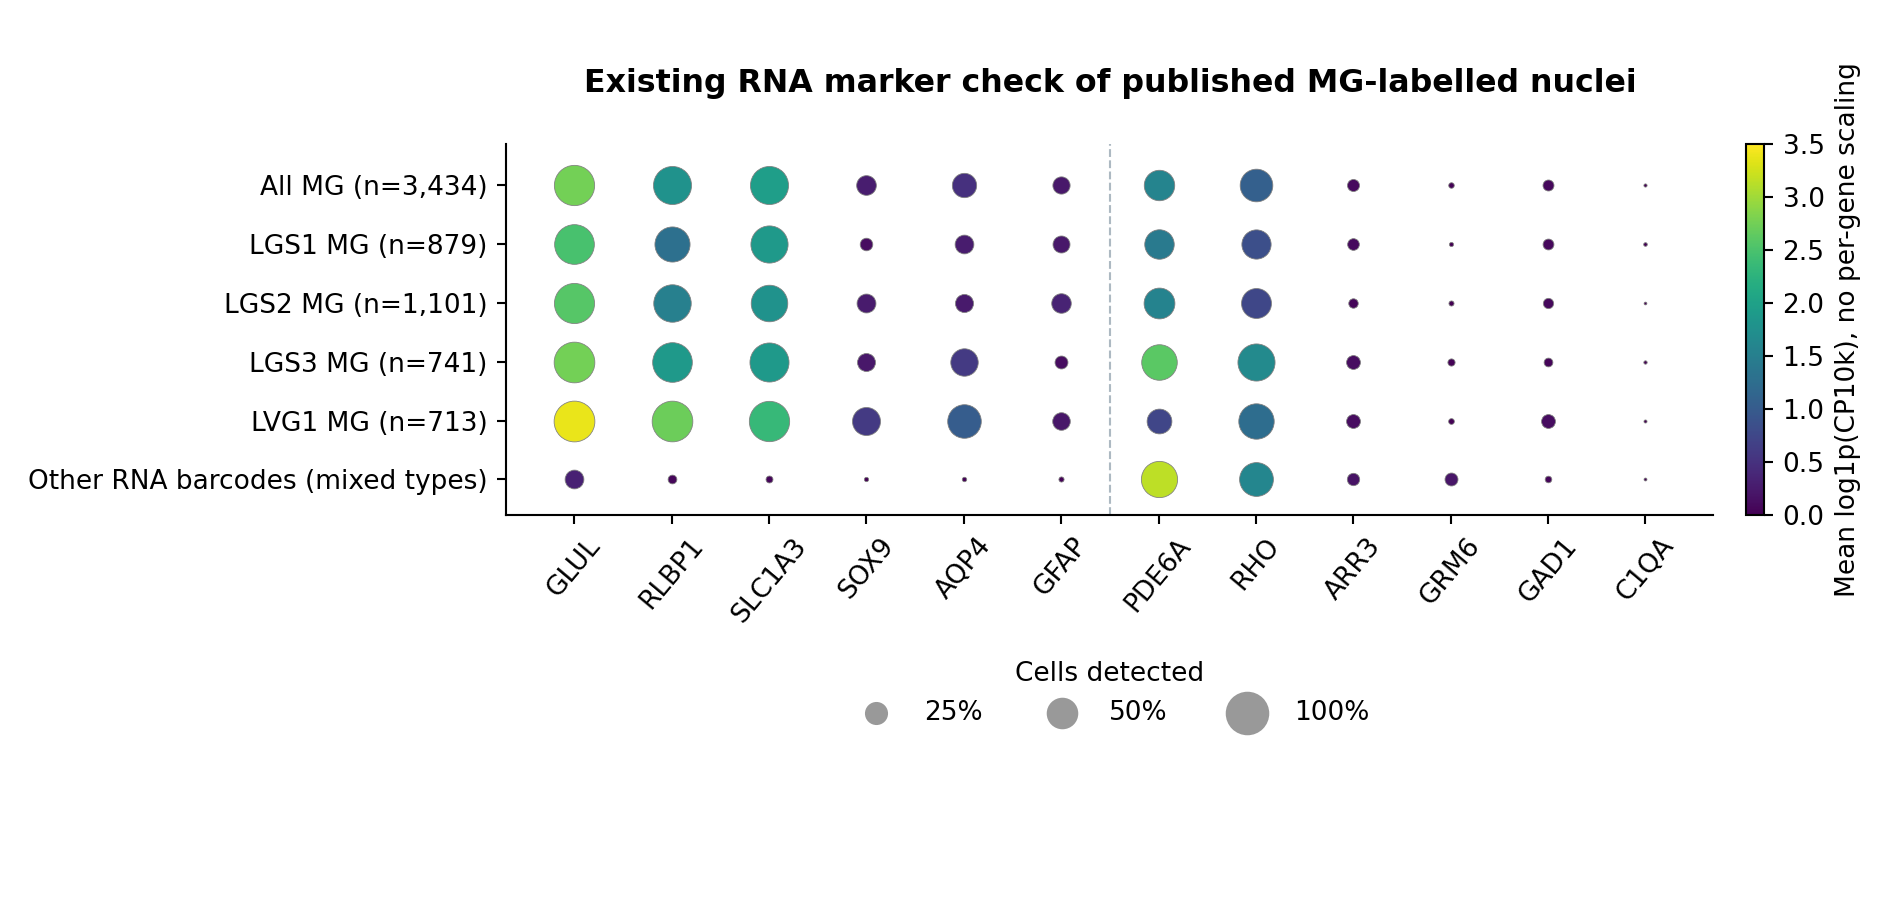 Existing RNA marker check of published MG-labelled nuclei
All MG (n=3,434)
LGS1 MG (n=879)
LGS2 MG (n=1,101)
LGS3 MG (n=741)
LVG1 MG (n=713)
Other RNA barcodes (mixed types)
GLUL
RLBP1
SLC1A3
SOX9
AQP4
GFAP
PDE6A
RHO
ARR3
GRM6
GAD1
C1QA
3.5
3.0
2.5
2.0
1.5
1.0
0.5
0.0
Mean log1p(CP10k), no per-gene scaling
Cells detected
25% 50% 100%